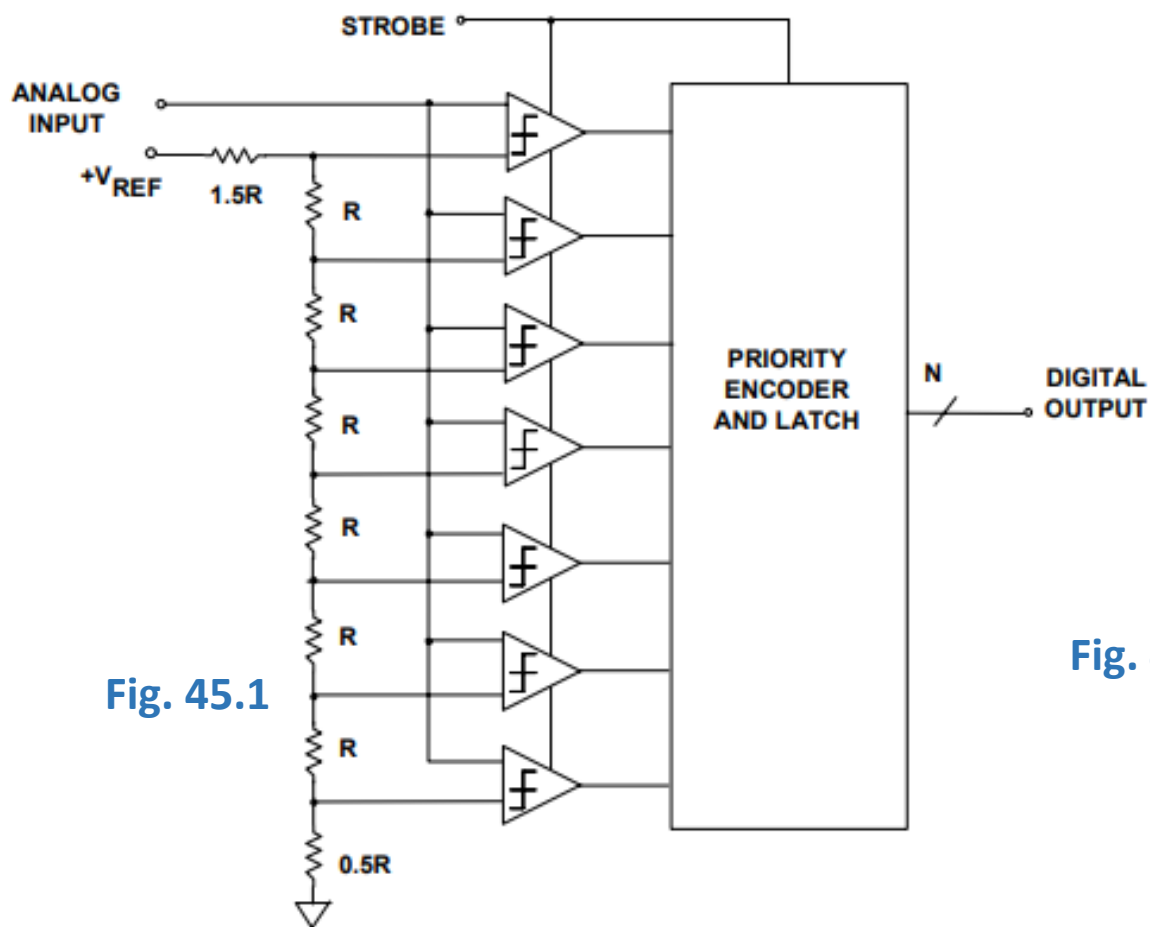 STROBE
ANALOG
INPUT
+VREF
1.5R
R
R
R
R
R
R
0.5R
PRIORITY
ENCODER
AND LATCH
N
DIGITAL
OUTPUT
Fig. 45.1
Fig.